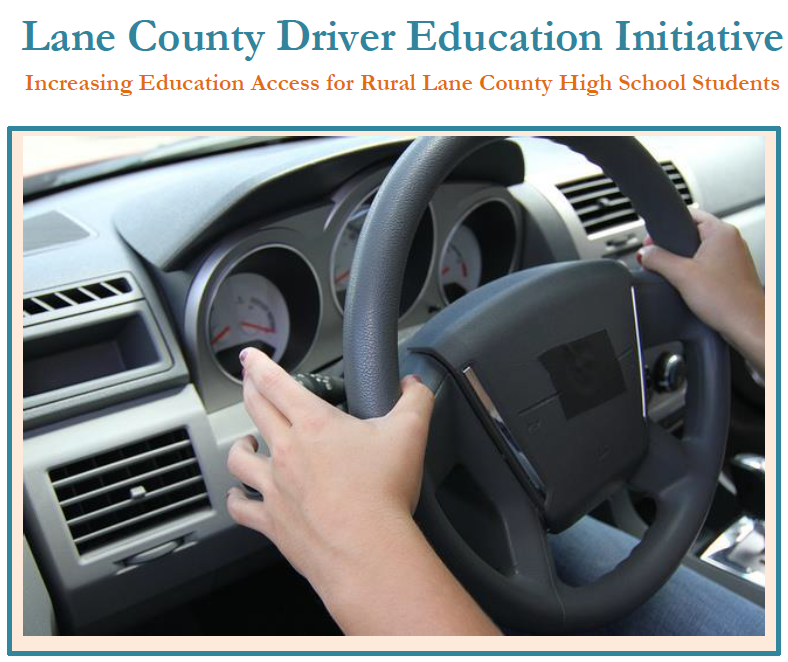 Lane County Driver Education Initiative
Increasing Education Access for Rural Lane County High School Students